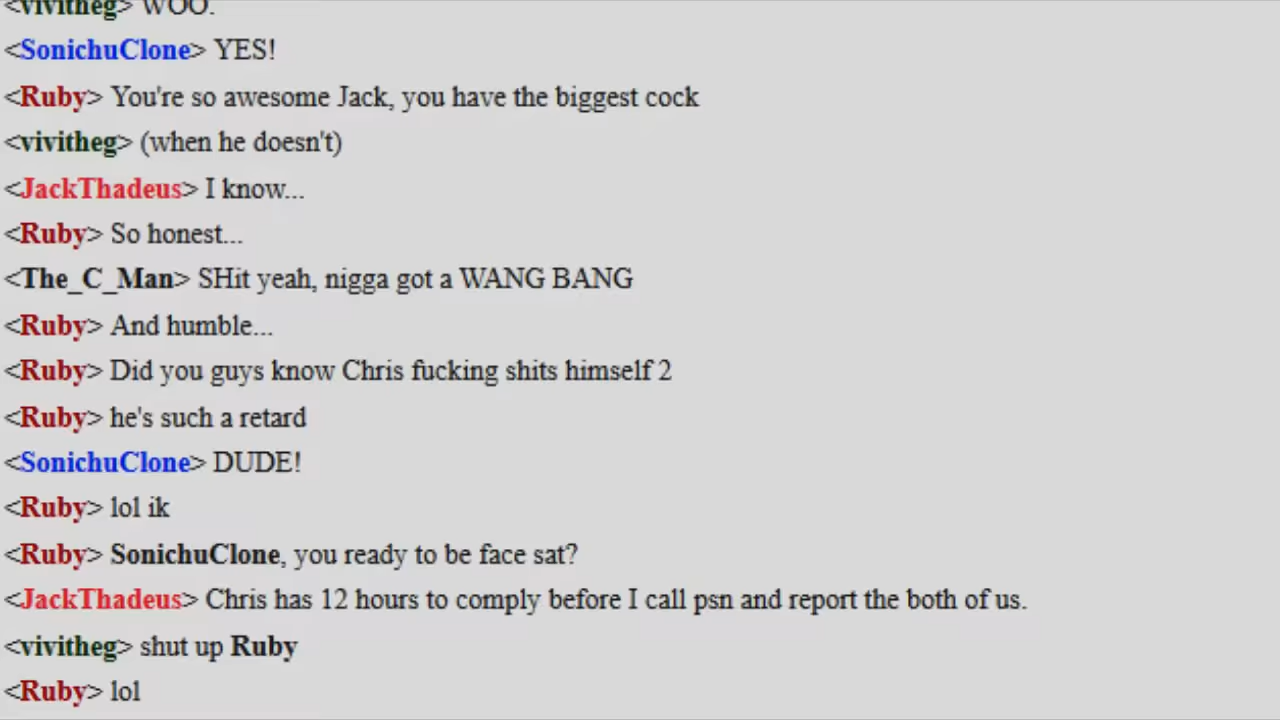 <vivitheg> WOO.
<SonichuClone> YES!
<Ruby> You're so awesome Jack, you have the biggest cock
<vivitheg> (when he doesn't)
<JackThadeus> I know...
<Ruby> So honest...
<The_C_Man> SHit yeah, nigga got a WANG BANG
<Ruby> And humble...
<Ruby> Did you guys know Chris fucking shits himself 2
<Ruby> he's such a retard
<SonichuClone> DUDE!
<Ruby> lol ik
<Ruby> SonichuClone, you ready to be face sat?
<JackThadeus> Chris has 12 hours to comply before I call psn and report the both of us.
<vivitheg> shut up Ruby
<Ruby> lol